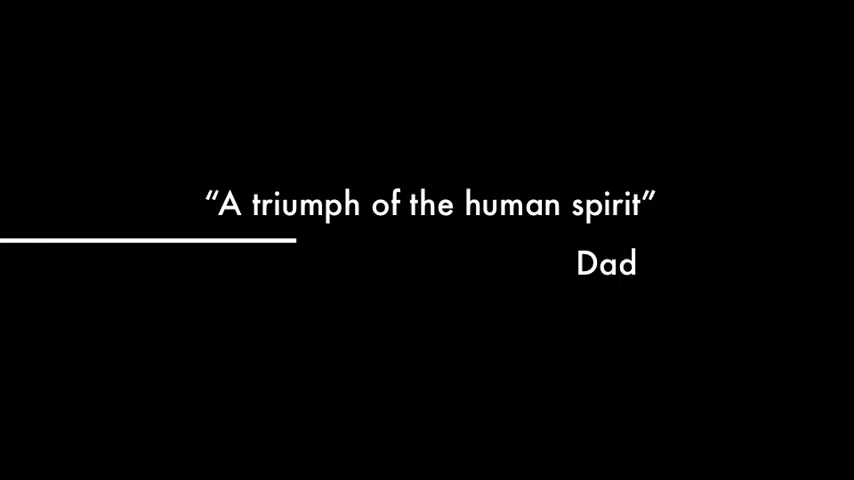 “A triumph of the human spirit”
Dad